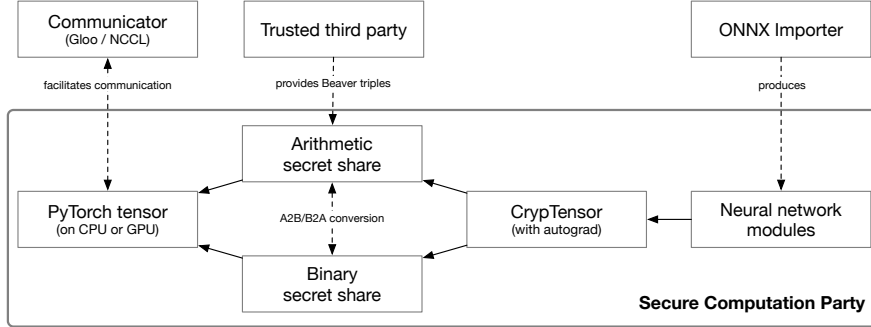 Communicator
(Gloo / NCCL)
Trusted third party
ONNX Importer
facilitates communication
provides Beaver triples
produces
Arithmetic
secret share
PyTorch tensor
(on CPU or GPU)
A2B/B2A conversion
CrypTensor
(with autograd)
Neural network
modules
Binary
secret share
Secure Computation Party